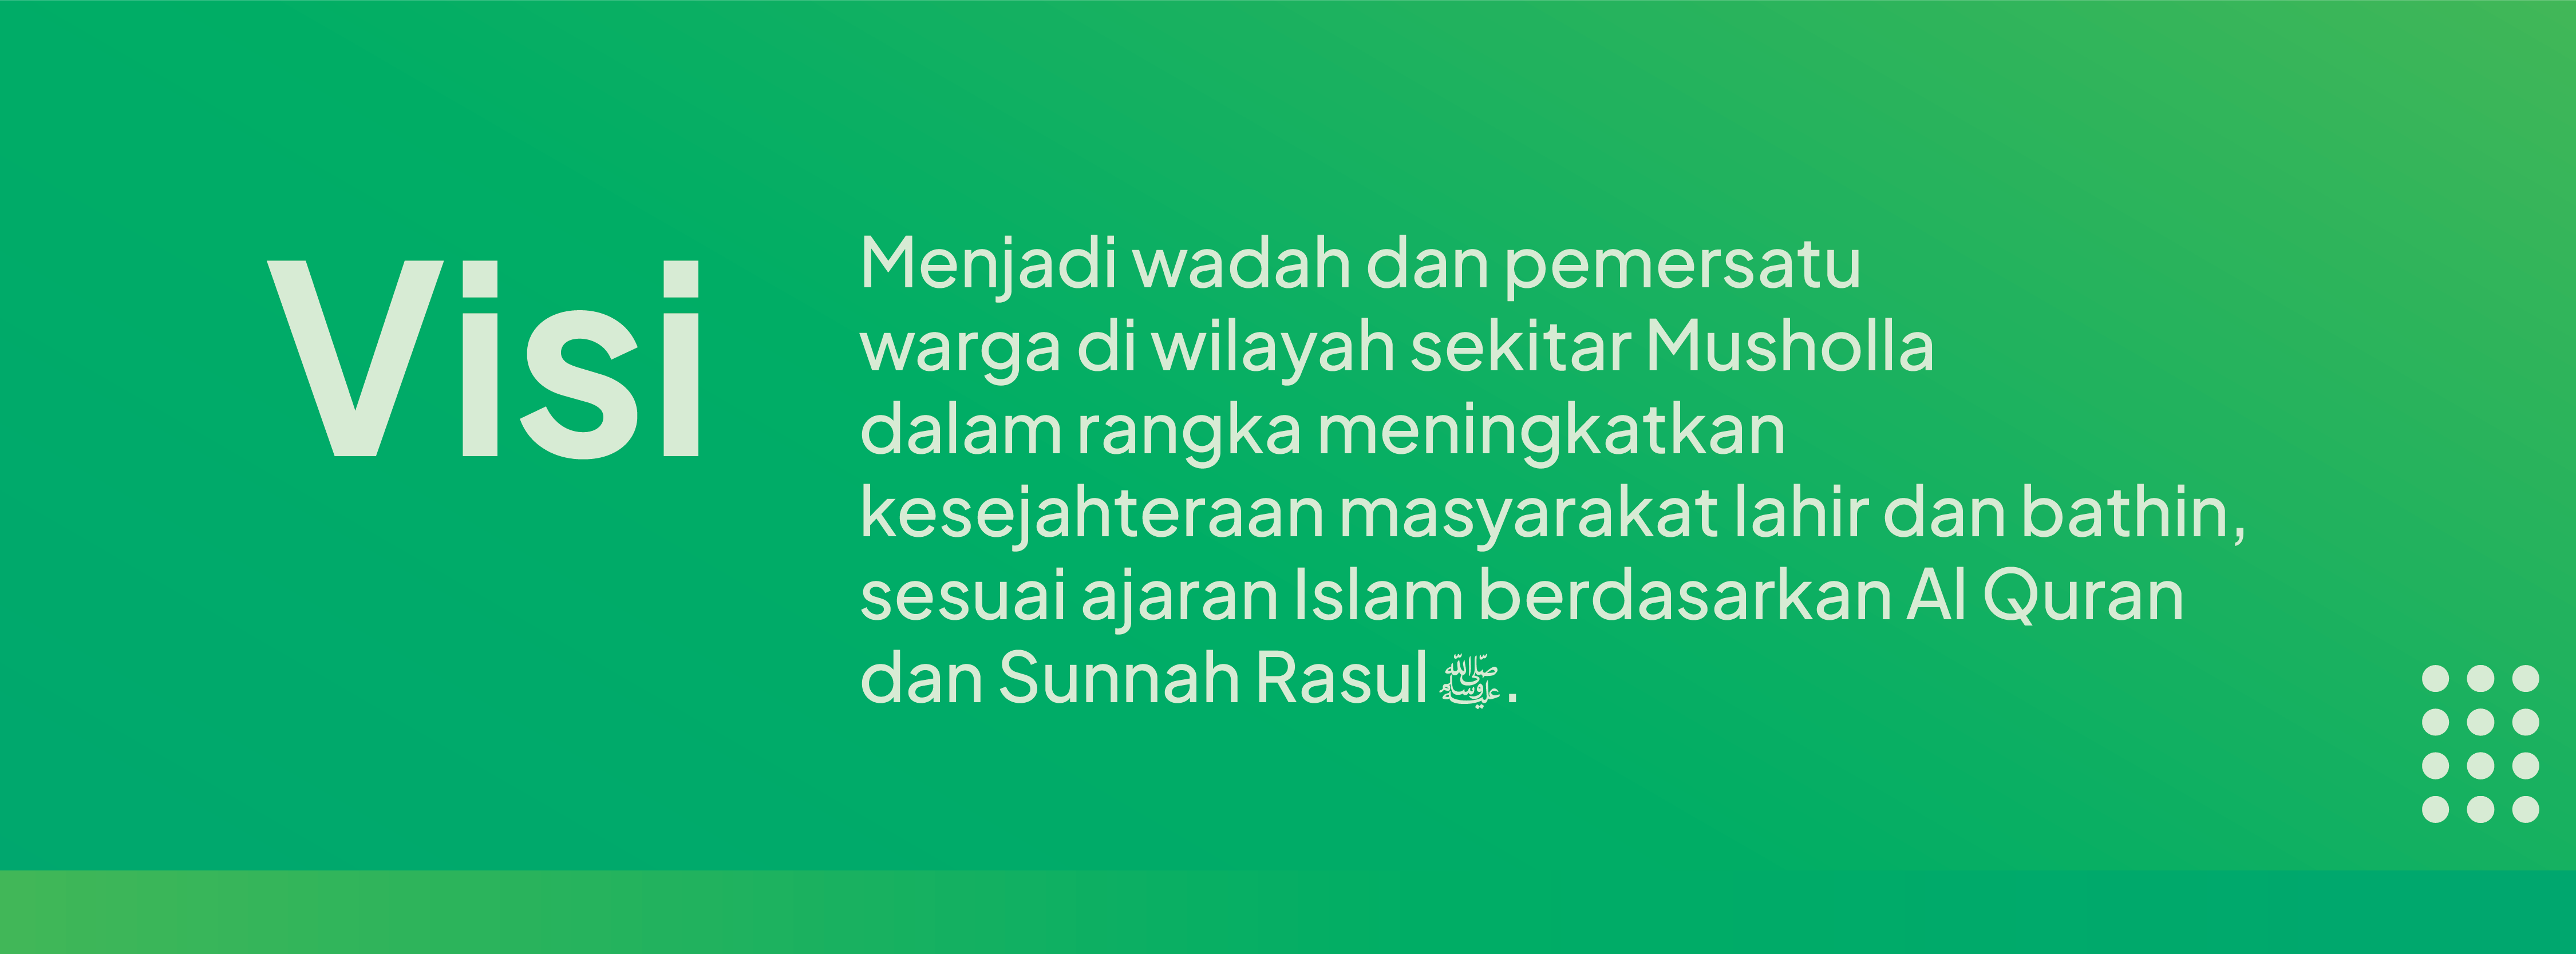 Visi
Menjadi wadah dan pemersatu
warga di wilayah sekitar Musholla
dalam rangka meningkatkan
kesejahteraan masyarakat lahir dan bathin,
sesuai ajaran Islam berdasarkan Al Quran
dan Sunnah Rasul ﷺ.